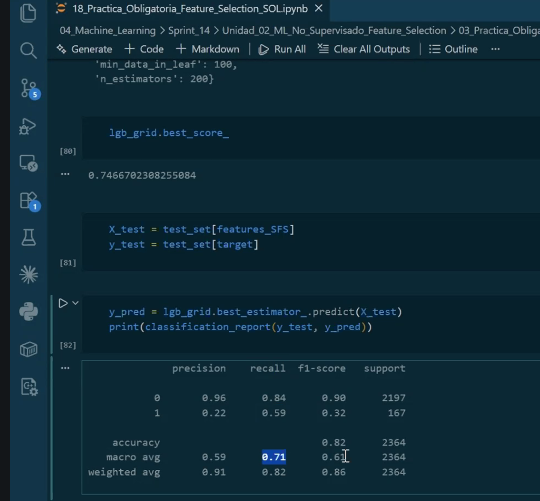 18_Practica_Obligatoria_Feature_Selection_SOL.ipynb
04_Machine_Learning > Sprint_14 > Unidad_02_ML_No_Supervisado_Feature_Selection > 03_Practica_Oblig
Generate + Code + Markdown Run All Clear All Outputs Outline ...
'min_data_in_leaf': 100,
'n_estimators': 200}
lgb_grid.best_score_
[80]
0.7466702308255084
X_test = test_set[features_SFS]
y_test = test_set[target]
[81]
y_pred = lgb_grid.best_estimator_.predict(X_test)
print(classification_report(y_test, y_pred))
[82]
precision recall f1-score support
0 0.96 0.84 0.90 2197
1 0.22 0.59 0.32 167
accuracy 0.82 2364
macro avg 0.59 0.71 0.61 2364
weighted avg 0.91 0.82 0.86 2364
5
1